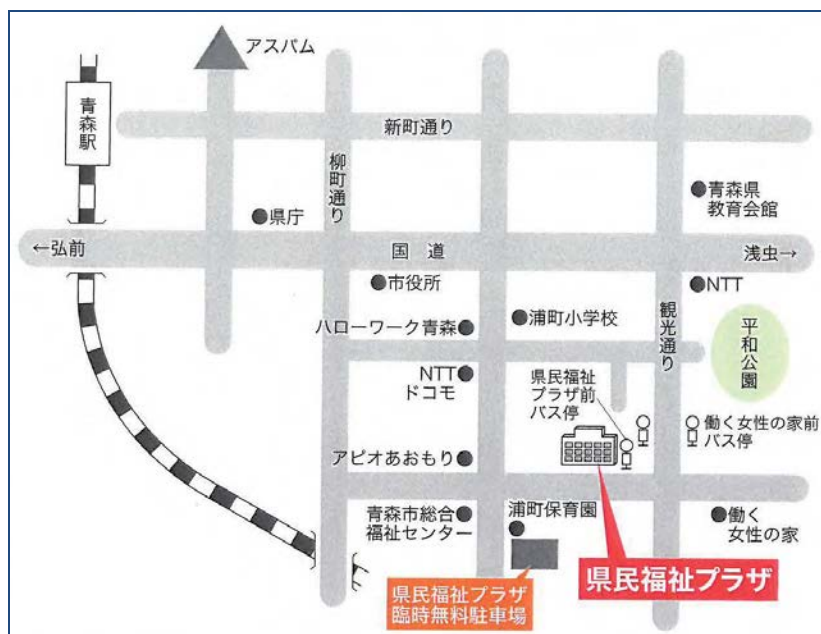 アスパム
青森駅
新町通り
柳町通り
青森県
教育会館
県庁
←弘前
国道
浅虫→
市役所
NTT
ハローワーク青森
浦町小学校
観光通り
平和公園
NTT
ドコモ
県民福祉
プラザ前
バス停
働く女性の家前
バス停
アピオあおもり
青森市総合
福祉センター
浦町保育園
働く
女性の家
県民福祉プラザ
県民福祉プラザ
臨時無料駐車場